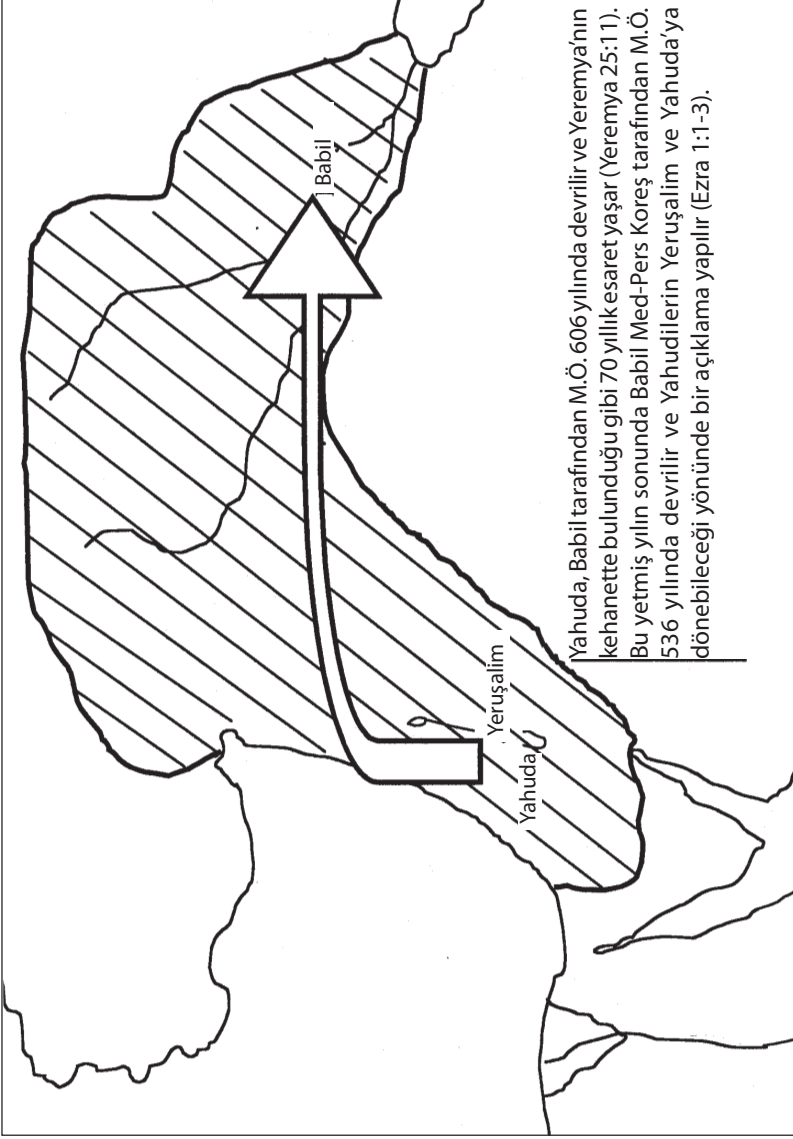 Babil
Yeruşalim
Yahuda
Yahuda, Babil tarafından M.Ö. 606 yılında devrilir ve Yeremya'nın
kehanette bulunduğu gibi 70 yıllık esaret yaşar (Yeremya 25:11).
Bu yetmiş yılın sonunda Babil Med-Pers Koreş tarafından M.Ö.
536 yılında devrilir ve Yahudilerin Yeruşalim ve Yahuda'ya
dönebileceği yönünde bir açıklama yapılır (Ezra 1:1-3).